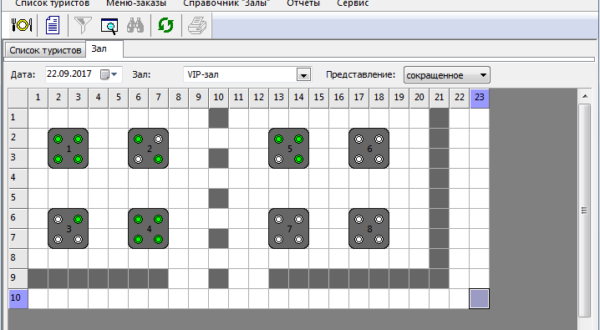 Список туристов Меню-заказы Справочник "Залы" Отчеты Сервис
Список туристов Зал
Дата: 22.09.2017 Зал: VIP-зал Представление: сокращенное
1 2 3 4 5 6 7 8 9 10 11 12 13 14 15 16 17 18 19 20 21 22 23
1
2
3
4
5
6
7
8
9
10
1 2 5 6
3 4 7 8